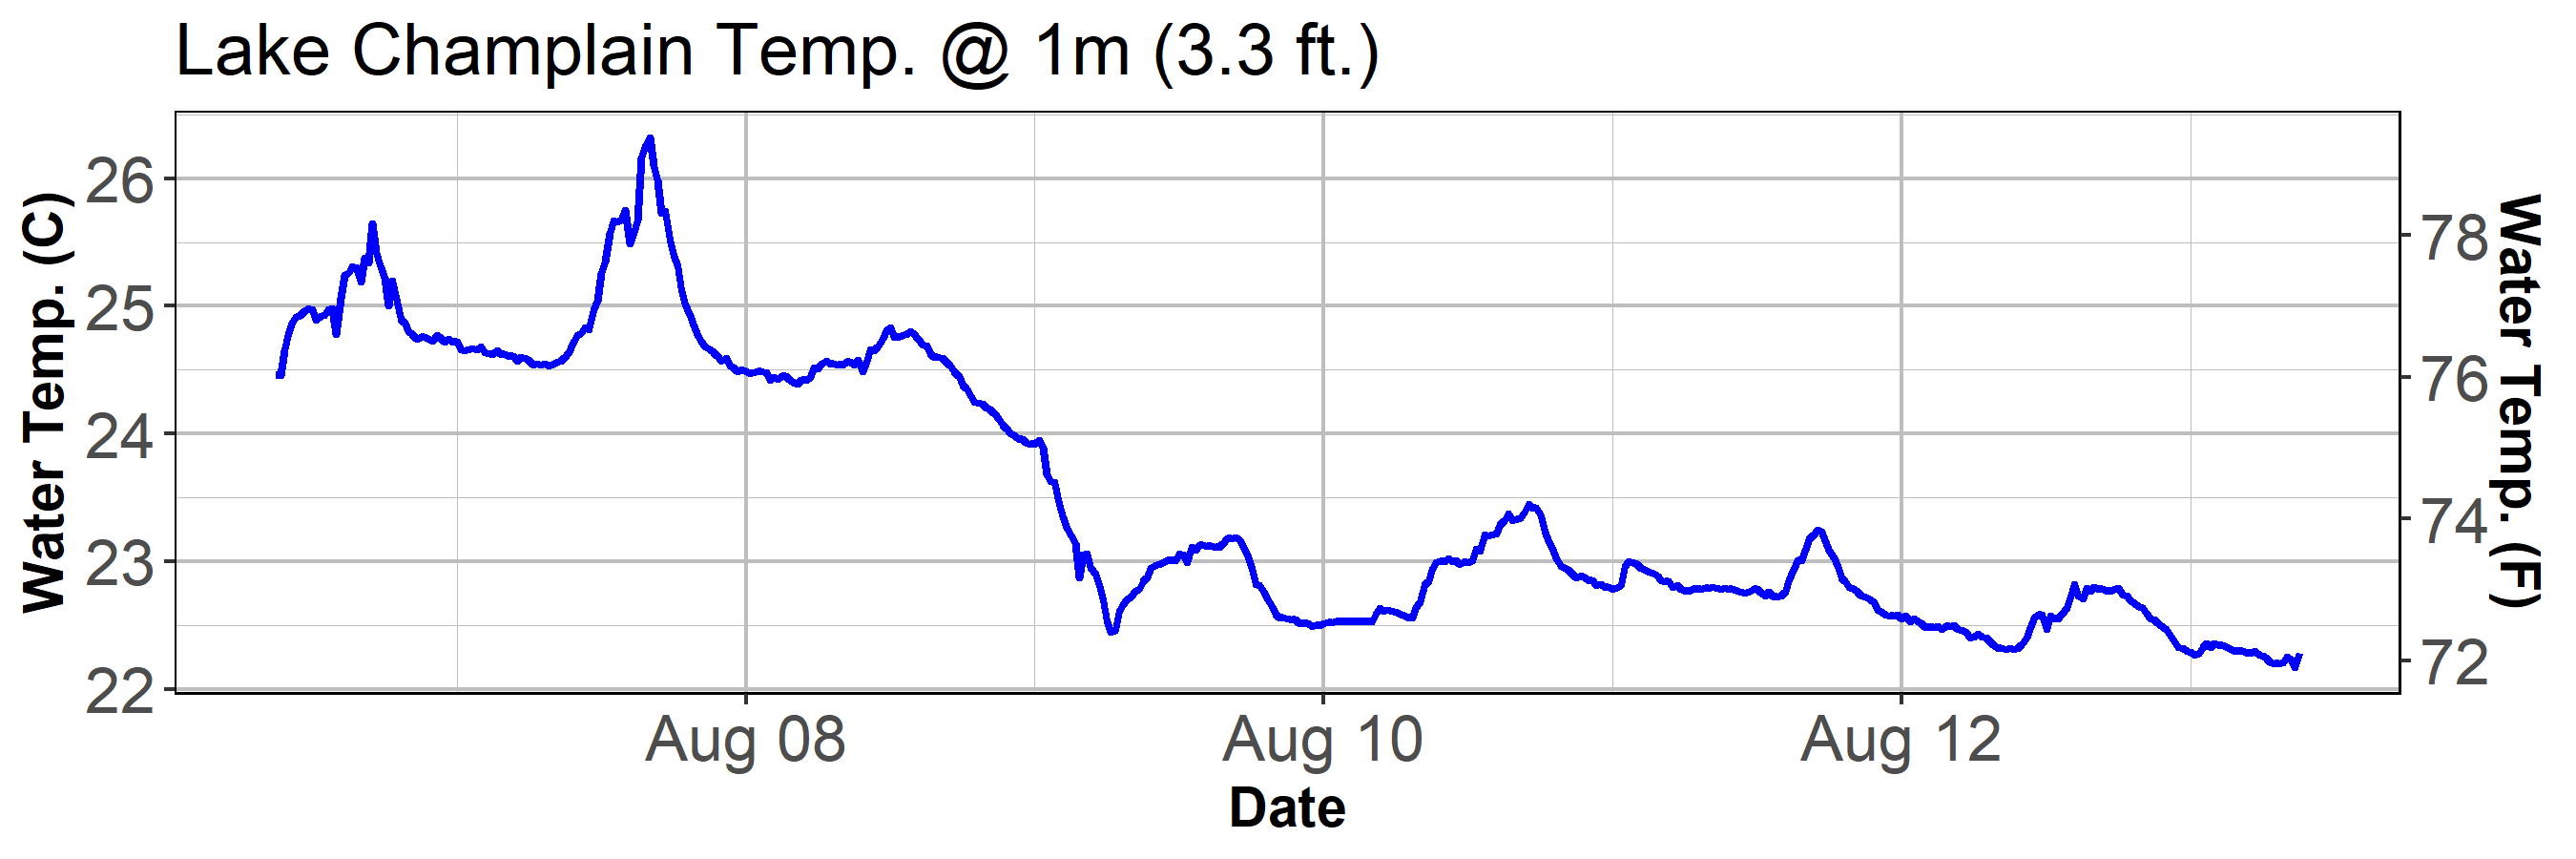 Lake Champlain Temp. @ 1m (3.3 ft.)
Water Temp. (C)
26
25
24
23
22
78
76
74
72
Water Temp. (F)
Aug 08
Aug 10
Aug 12
Date